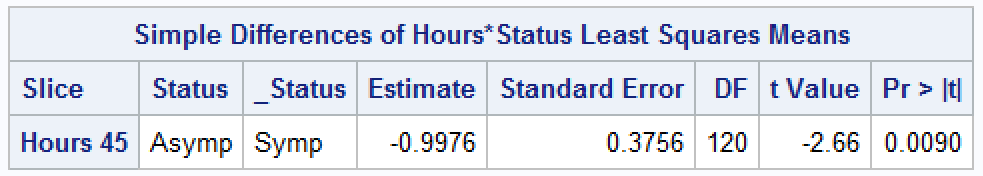 Simple Differences of Hours*Status Least Squares Means
Slice Status _Status Estimate Standard Error DF t Value Pr > |t|
Hours 45 Asymp Symp -0.9976 0.3756 120 -2.66 0.0090